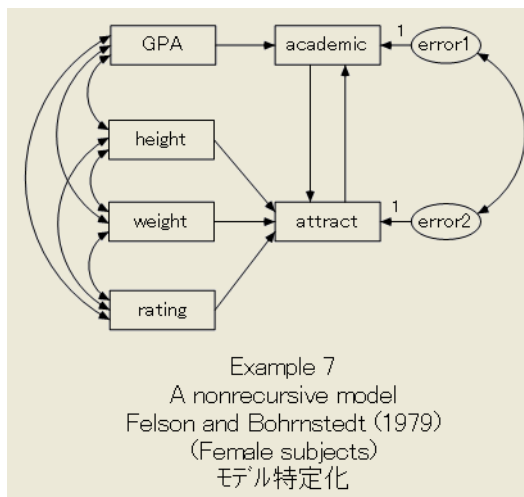 GPA
academic
1
error1
height
weight
attract
1
error2
rating
Example 7
A nonrecursive model
Felson and Bohrnstedt (1979)
(Female subjects)
モデル特定化